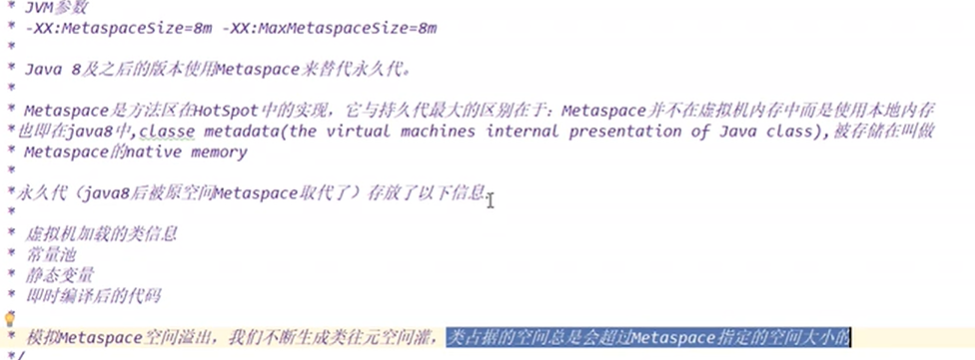 * JVM参数
* -XX:MetaspaceSize=8m -XX:MaxMetaspaceSize=8m
*
* Java 8及之后的版本使用Metaspace来替代永久代。
*
* Metaspace是方法区在HotSpot中的实现，它与持久代最大的区别在于：Metaspace并不在虚拟机内存中而是使用本地内存
*也即在java8中,classe metadata(the virtual machines internal presentation of Java class),被存储在叫做
* Metaspace的native memory
*
*永久代（java8后被原空间Metaspace取代了）存放了以下信息：
*
* 虚拟机加载的类信息
* 常量池
* 静态变量
* 即时编译后的代码
*
* 模拟Metaspace空间溢出，我们不断生成类往元空间灌，类占据的空间总是会超过Metaspace指定的空间大小的
*/